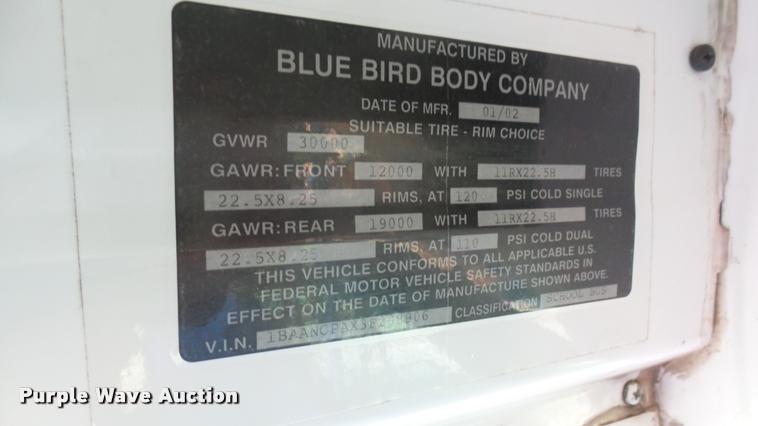 MANUFACTURED BY
BLUE BIRD BODY COMPANY
DATE OF MFR. 01/02
SUITABLE TIRE - RIM CHOICE
GVWR 30000
GAWR: FRONT 12000 WITH 11RX22.5H TIRES
22.5X8.25 RIMS, AT 120 PSI COLD SINGLE
GAWR: REAR 19000 WITH 11RX22.5H TIRES
22.5X8.25 RIMS, AT 110 PSI COLD DUAL
THIS VEHICLE CONFORMS TO ALL APPLICABLE U.S.
FEDERAL MOTOR VEHICLE SAFETY STANDARDS IN
EFFECT ON THE DATE OF MANUFACTURE SHOWN ABOVE.
V.I.N. CLASSIFICATION SCHOOL BUS
Purple Wave Auction